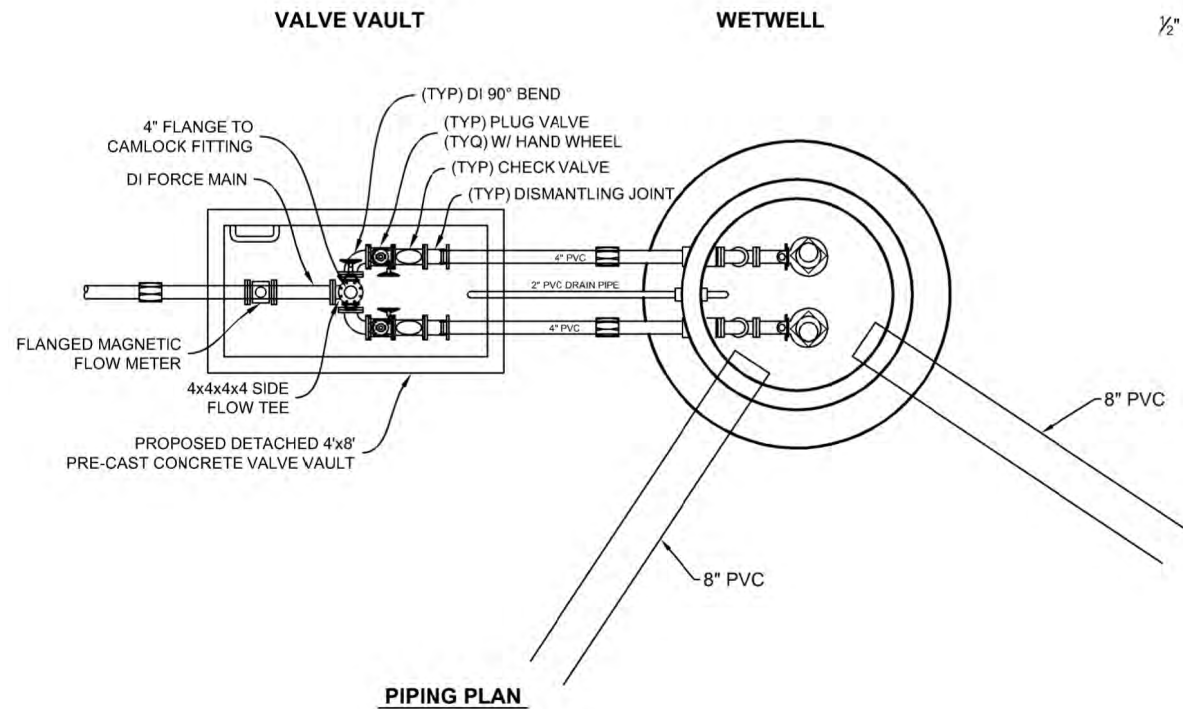 VALVE VAULT
WETWELL
½"
(TYP) DI 90° BEND
4" FLANGE TO
CAMLOCK FITTING
(TYP) PLUG VALVE
(TYQ) W/ HAND WHEEL
(TYP) CHECK VALVE
DI FORCE MAIN
(TYP) DISMANTLING JOINT
4" PVC
2" PVC DRAIN PIPE
4" PVC
FLANGED MAGNETIC
FLOW METER
4x4x4x4 SIDE
FLOW TEE
PROPOSED DETACHED 4'x8'
PRE-CAST CONCRETE VALVE VAULT
8" PVC
8" PVC
PIPING PLAN